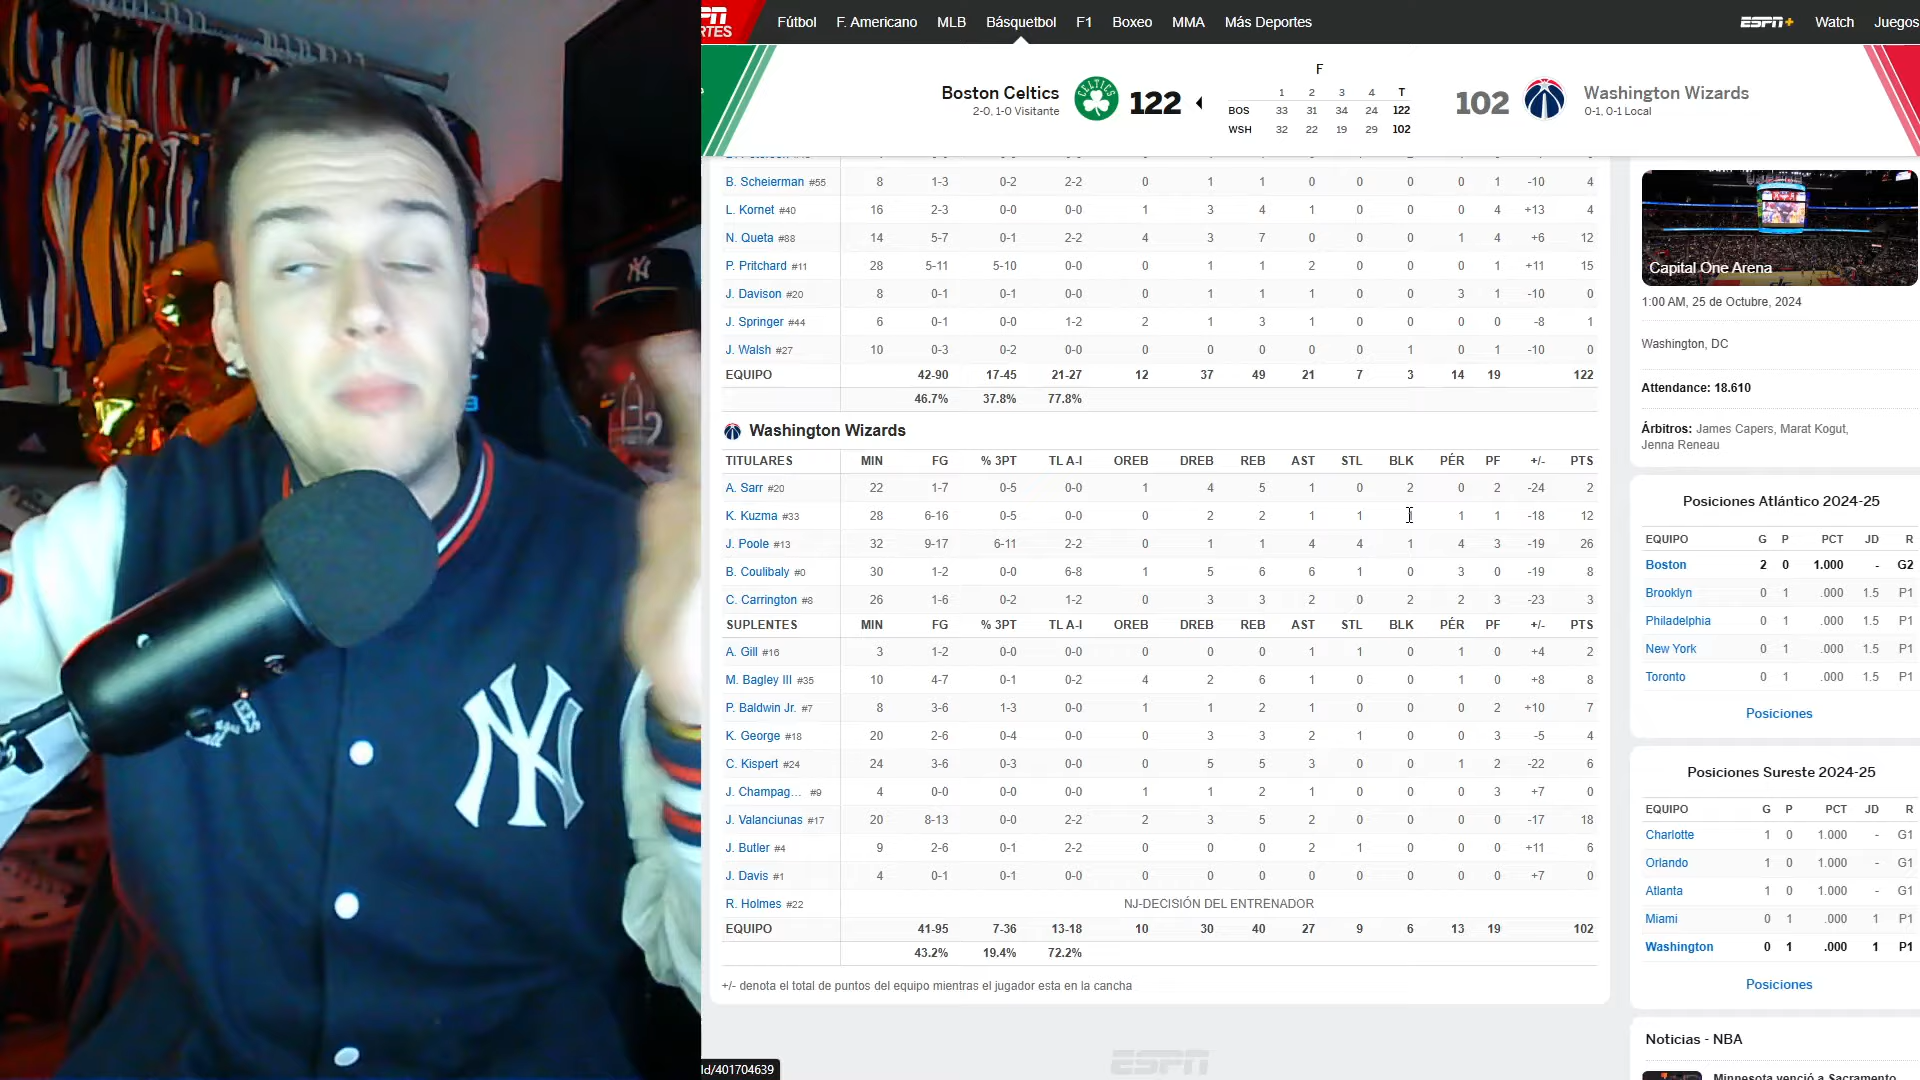 RTES Fútbol F. Americano MLB Básquetbol F1 Boxeo MMA Más Deportes ESPN+ Watch Juegos
F
Boston Celtics 122 1 2 3 4 T 102 Washington Wizards
2-0, 1-0 Visitante BOS 33 31 34 24 122 0-1, 0-1 Local
WSH 32 22 19 29 102
B. Scheierman #55 8 1-3 0-2 2-2 0 1 1 0 0 0 0 1 -10 4
L. Kornet #40 16 2-3 0-0 0-0 1 3 4 1 0 0 0 4 +13 4
N. Queta #88 14 5-7 0-1 2-2 4 3 7 0 0 0 1 4 +6 12
P. Pritchard #11 28 5-11 5-10 0-0 0 1 1 2 0 0 0 1 +11 15
J. Davison #20 8 0-1 0-1 0-0 0 1 1 1 0 0 3 1 -10 0
J. Springer #44 6 0-1 0-0 1-2 2 1 3 1 0 0 0 0 -8 1
J. Walsh #27 10 0-3 0-2 0-0 0 0 0 0 0 1 0 1 -10 0
EQUIPO 42-90 17-45 21-27 12 37 49 21 7 3 14 19 122
46.7% 37.8% 77.8%
Washington Wizards
TITULARES MIN FG % 3PT TL A-I OREB DREB REB AST STL BLK PÉR PF +/- PTS
A. Sarr #20 22 1-7 0-5 0-0 1 4 5 1 0 2 0 2 -24 2
K. Kuzma #33 28 6-16 0-5 0-0 0 2 2 1 1 1 1 -18 12
J. Poole #13 32 9-17 6-11 2-2 0 1 1 4 4 1 4 3 -19 26
B. Coulibaly #0 30 1-2 0-0 6-8 1 5 6 6 1 0 3 0 -19 8
C. Carrington #8 26 1-6 0-2 1-2 0 3 3 2 0 2 2 3 -23 3
SUPLENTES MIN FG % 3PT TL A-I OREB DREB REB AST STL BLK PÉR PF +/- PTS
A. Gill #16 3 1-2 0-0 0-0 0 0 0 1 1 0 1 0 +4 2
M. Bagley III #35 10 4-7 0-1 0-2 4 2 6 1 0 0 1 0 +8 8
P. Baldwin Jr. #7 8 3-6 1-3 0-0 1 1 2 1 0 0 0 2 +10 7
K. George #18 20 2-6 0-4 0-0 0 3 3 2 1 0 0 3 -5 4
C. Kispert #24 24 3-6 0-3 0-0 0 5 5 3 0 0 1 2 -22 6
J. Champag... #9 4 0-0 0-0 0-0 1 1 2 1 0 0 0 3 +7 0
J. Valanciunas #17 20 8-13 0-0 2-2 2 3 5 2 0 0 0 0 -17 18
J. Butler #4 9 2-6 0-1 2-2 0 0 0 2 1 0 0 0 +11 6
J. Davis #1 4 0-1 0-1 0-0 0 0 0 0 0 0 0 0 +7 0
R. Holmes #22 NJ-DECISIÓN DEL ENTRENADOR
EQUIPO 41-95 7-36 13-18 10 30 40 27 9 6 13 19 102
43.2% 19.4% 72.2%
+/- denota el total de puntos del equipo mientras el jugador esta en la cancha
ESPN
Id/401704639
Capital One Arena
1:00 AM, 25 de Octubre, 2024
Washington, DC
Attendance: 18.610
Árbitros: James Capers, Marat Kogut,
Jenna Reneau
Posiciones Atlántico 2024-25
EQUIPO G P PCT JD R
Boston 2 0 1.000 - G2
Brooklyn 0 1 .000 1.5 P1
Philadelphia 0 1 .000 1.5 P1
New York 0 1 .000 1.5 P1
Toronto 0 1 .000 1.5 P1
Posiciones
Posiciones Sureste 2024-25
EQUIPO G P PCT JD R
Charlotte 1 0 1.000 - G1
Orlando 1 0 1.000 - G1
Atlanta 1 0 1.000 - G1
Miami 0 1 .000 1 P1
Washington 0 1 .000 1 P1
Posiciones
Noticias - NBA
Minnesota venció a Sacramento
NY
NY